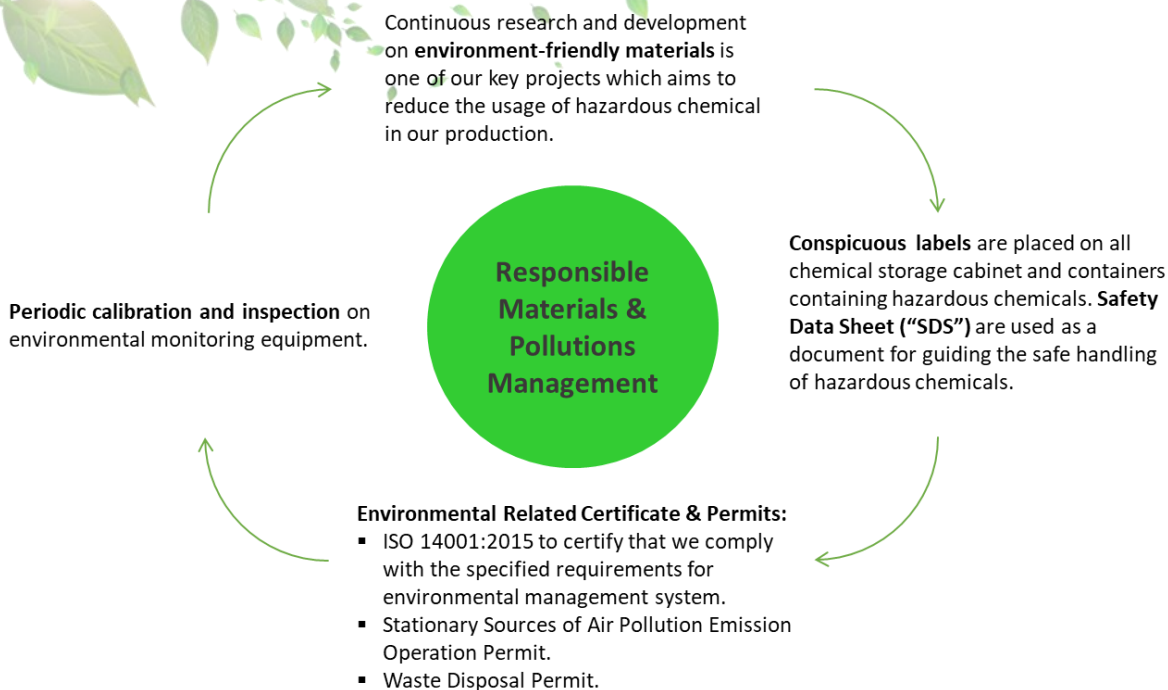 Continuous research and development
on environment-friendly materials is
one of our key projects which aims to
reduce the usage of hazardous chemical
in our production.
Conspicuous labels are placed on all
chemical storage cabinet and containers
containing hazardous chemicals. Safety
Data Sheet (“SDS”) are used as a
document for guiding the safe handling
of hazardous chemicals.
Responsible
Materials &
Pollutions
Management
Periodic calibration and inspection on
environmental monitoring equipment.
Environmental Related Certificate & Permits:
▪ ISO 14001:2015 to certify that we comply
with the specified requirements for
environmental management system.
▪ Stationary Sources of Air Pollution Emission
Operation Permit.
▪ Waste Disposal Permit.